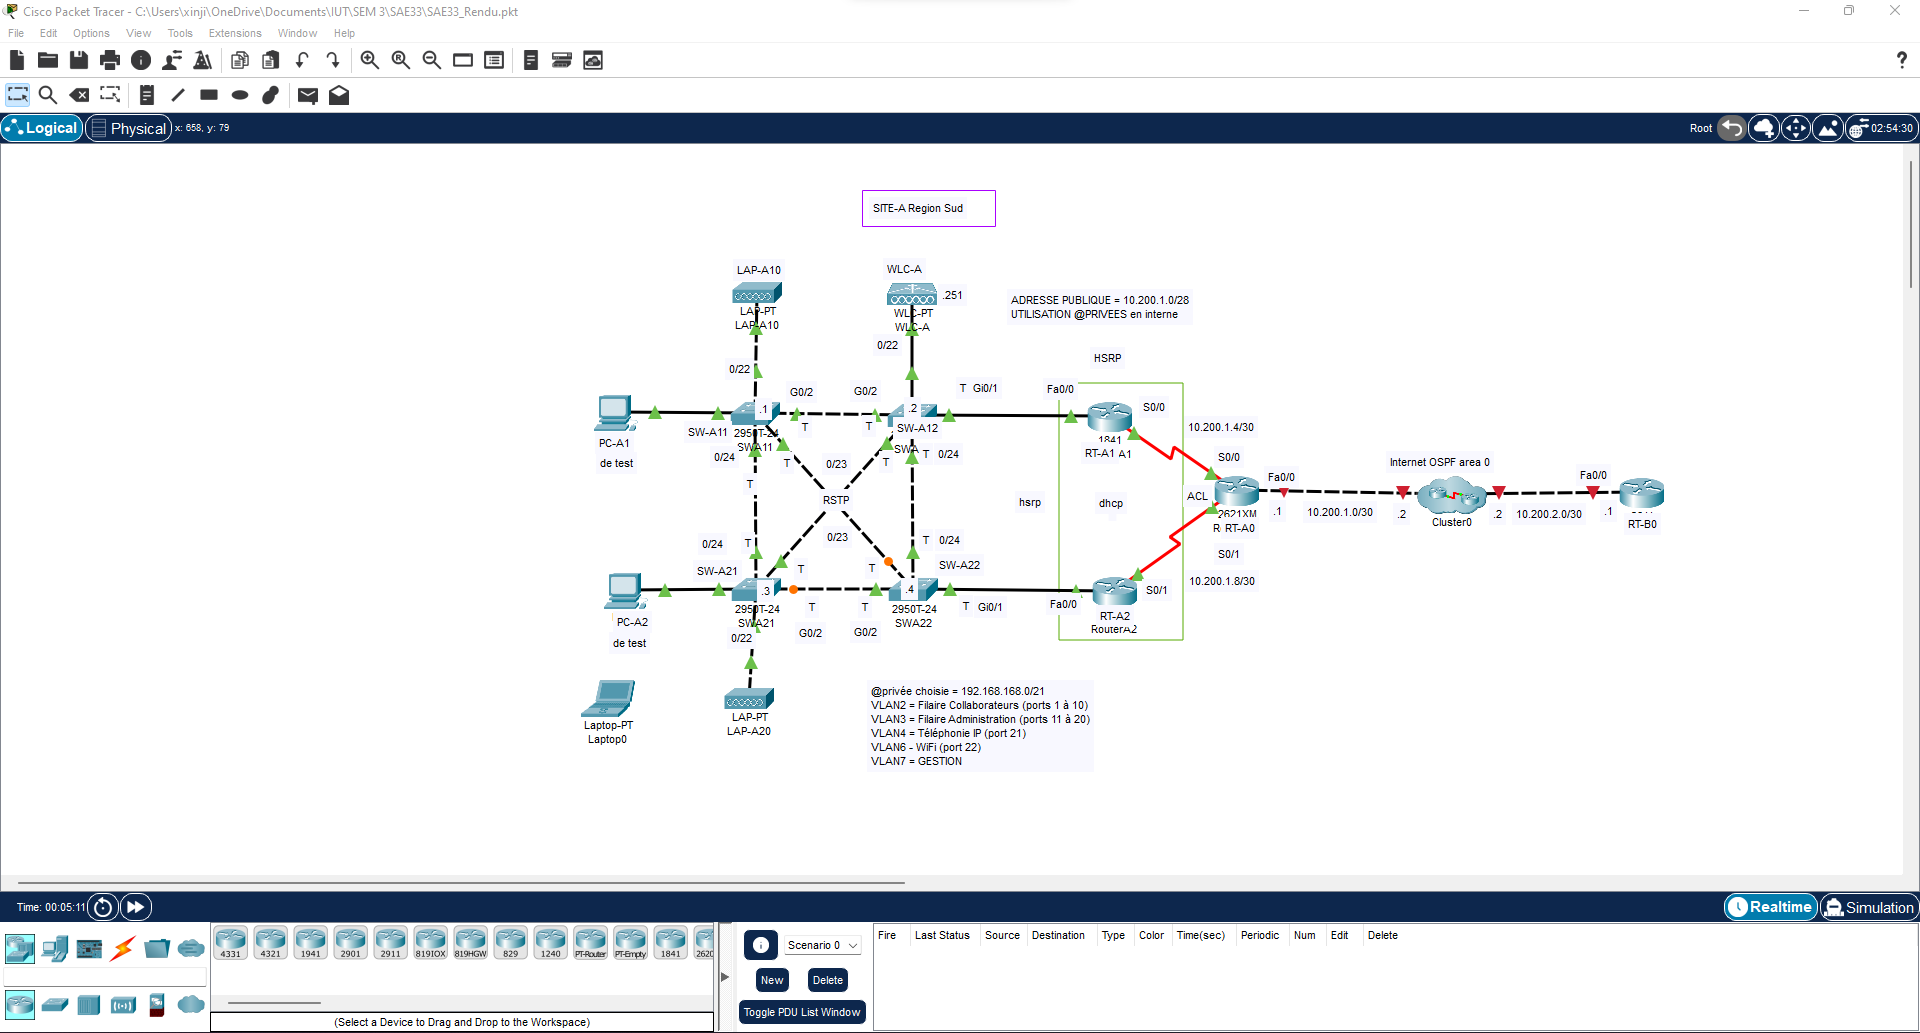 Cisco Packet Tracer - C:\Users\xinji\OneDrive\Documents\IUT\SEM 3\SAE33\SAE33_Rendu.pkt
File Edit Options View Tools Extensions Window Help
?
Logical Physical x: 658, y: 79
Root 02:54:30
SITE-A Region Sud
LAP-A10
WLC-A
.251
LAP-PT
LAP-A10
WLC-PT
WLC-A
ADRESSE PUBLIQUE = 10.200.1.0/28
UTILISATION @PRIVEES en interne
0/22
0/22
HSRP
G0/2
G0/2
T Gi0/1
Fa0/0
.1
.2
S0/0
SW-A11
2950T-24
SWA11
T
T
SW-A12
SWA
1841
RT-A1 A1
10.200.1.4/30
PC-A1
de test
0/24
T
0/23
T
T 0/24
S0/0
T
RSTP
hsrp
dhcp
ACL
Fa0/0
2621XM
R RT-A0
.1
10.200.1.0/30
Internet OSPF area 0
.2
Cluster0
.2
10.200.2.0/30
Fa0/0
.1
RT-B0
0/24
T
0/23
T 0/24
S0/1
SW-A21
T
T
SW-A22
10.200.1.8/30
.3
.4
2950T-24
SWA21
T
T
2950T-24
SWA22
T Gi0/1
Fa0/0
S0/1
RT-A2
RouterA2
PC-A2
de test
0/22
G0/2
G0/2
Laptop-PT
Laptop0
LAP-PT
LAP-A20
@privée choisie = 192.168.168.0/21
VLAN2 = Filaire Collaborateurs (ports 1 à 10)
VLAN3 = Filaire Administration (ports 11 à 20)
VLAN4 = Téléphonie IP (port 21)
VLAN6 - WiFi (port 22)
VLAN7 = GESTION
Time: 00:05:11
Realtime Simulation
4331 4321 1941 2901 2911 819IOX 819HGW 829 1240 PT-Router PT-Empty 1841 262
(Select a Device to Drag and Drop to the Workspace)
Scenario 0
New Delete
Toggle PDU List Window
Fire Last Status Source Destination Type Color Time(sec) Periodic Num Edit Delete